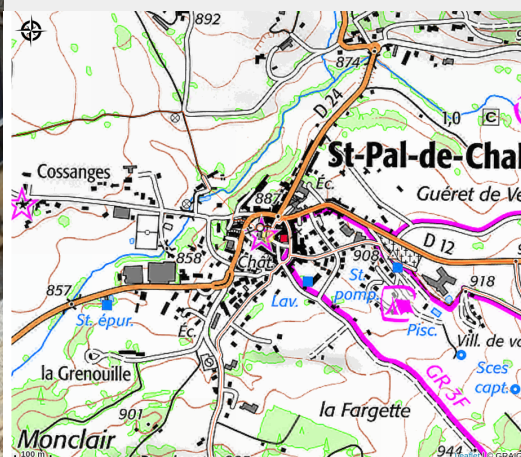 892
874
D 24
1,0
C
St-Pal-de-Chal
Cossanges
Éc.
887
Guéret de Ve
Chât.
D 12
858
908
918
857
Lav.
St. pomp.
St. épur.
Éc.
Pisc.
Vill. de va
la Grenouille
GR 3F
Sces
capt.
la Fargette
901
Monclair
944
100 m